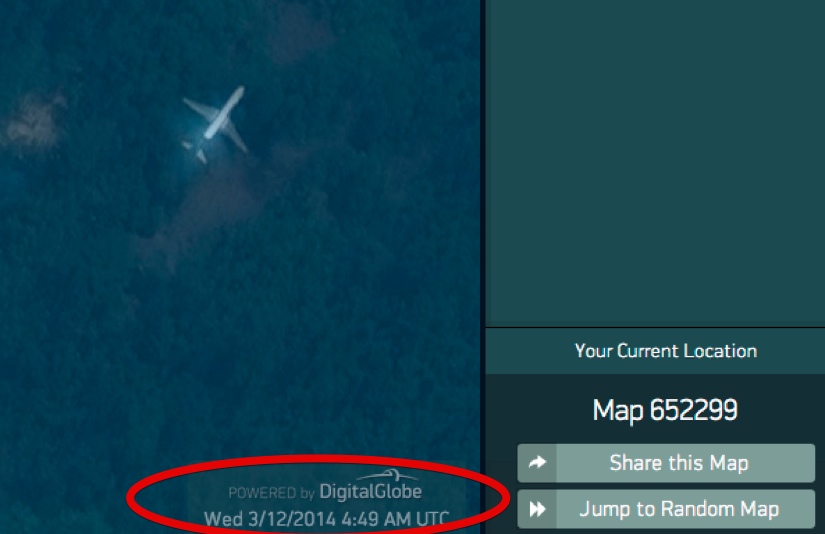 POWERED by DigitalGlobe
Wed 3/12/2014 4:49 AM UTC
Your Current Location
Map 652299
Share this Map
Jump to Random Map